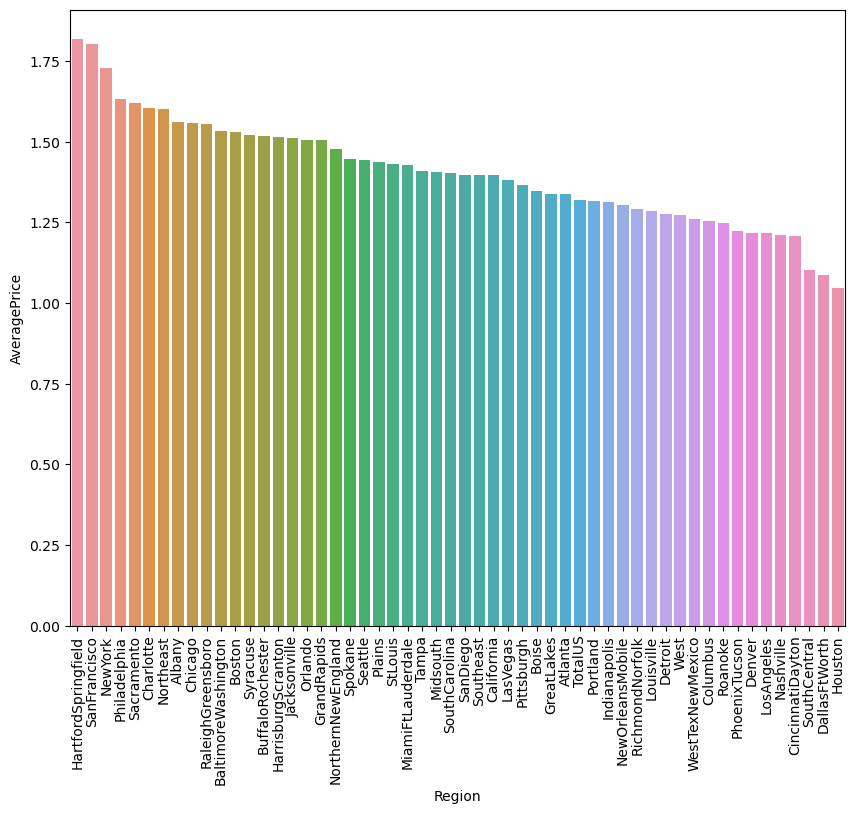 1.75
1.50
1.25
1.00
0.75
0.50
0.25
0.00
AveragePrice
HartfordSpringfield
SanFrancisco
NewYork
Philadelphia
Sacramento
Charlotte
Northeast
Albany
Chicago
RaleighGreensboro
BaltimoreWashington
Boston
Syracuse
BuffaloRochester
HarrisburgScranton
Jacksonville
Orlando
GrandRapids
NorthernNewEngland
Spokane
Seattle
Plains
StLouis
MiamiFtLauderdale
Tampa
Midsouth
SouthCarolina
SanDiego
Southeast
California
LasVegas
Pittsburgh
Boise
GreatLakes
Atlanta
TotalUS
Portland
Indianapolis
NewOrleansMobile
RichmondNorfolk
Louisville
Detroit
West
WestTexNewMexico
Columbus
Roanoke
PhoenixTucson
Denver
LosAngeles
Nashville
CincinnatiDayton
SouthCentral
DallasFtWorth
Houston
Region